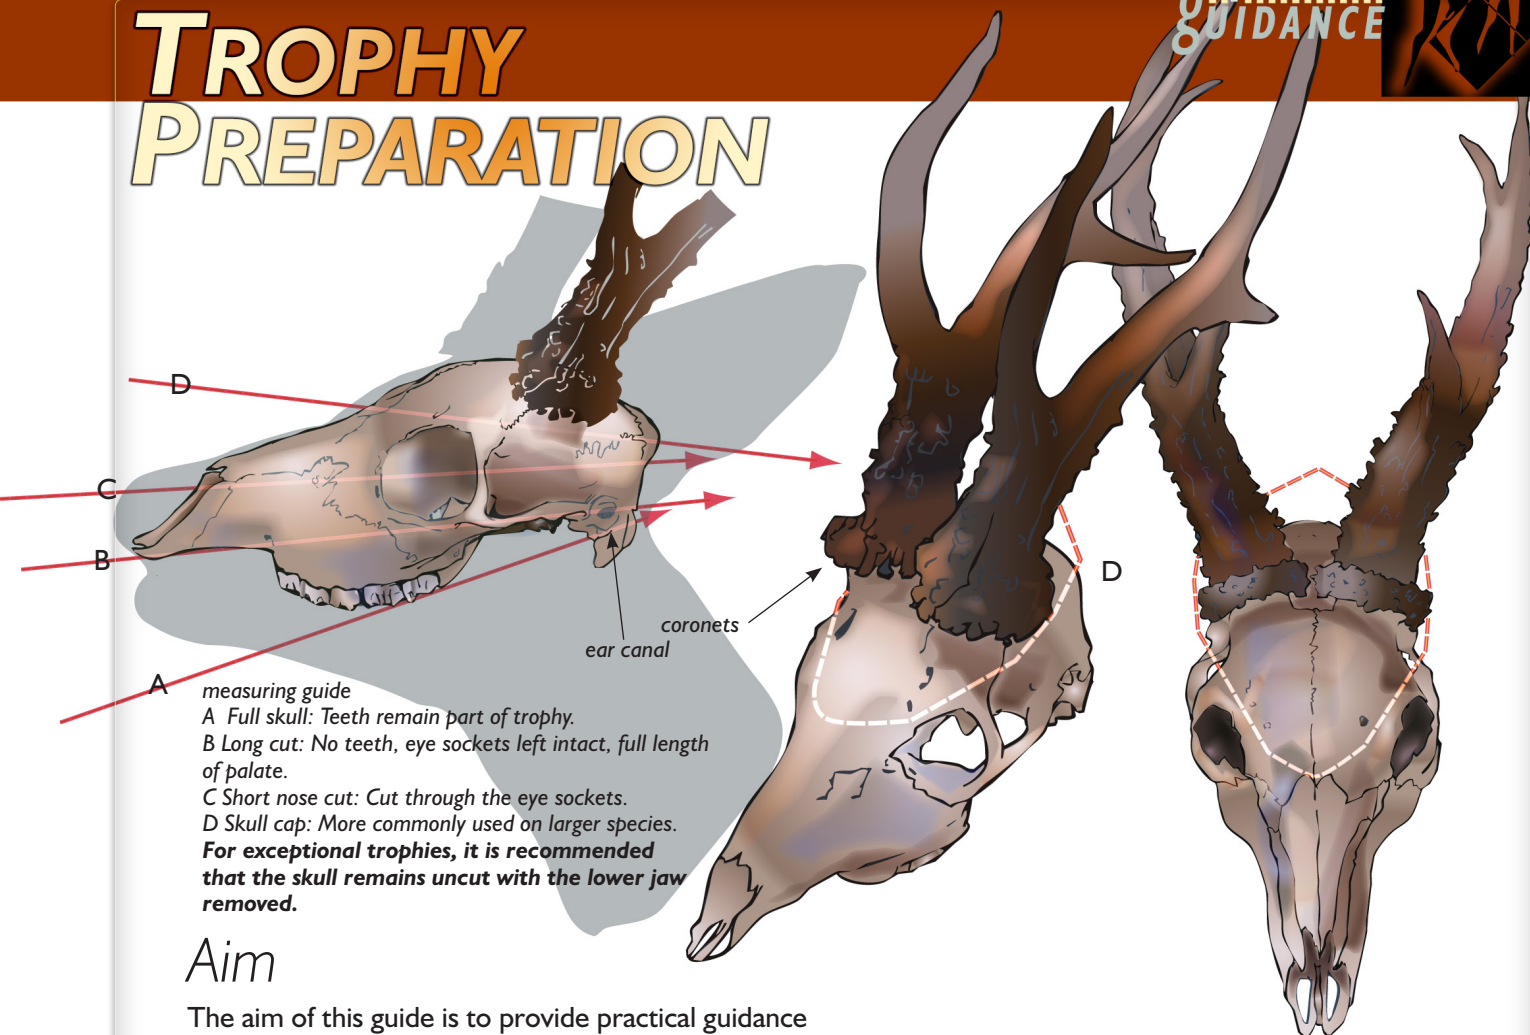 TROPHY
PREPARATION
gUIDANCE
D
C
B
A
ear canal
coronets
D
measuring guide
A Full skull: Teeth remain part of trophy.
B Long cut: No teeth, eye sockets left intact, full length
of palate.
C Short nose cut: Cut through the eye sockets.
D Skull cap: More commonly used on larger species.
For exceptional trophies, it is recommended
that the skull remains uncut with the lower jaw
removed.
Aim
The aim of this guide is to provide practical guidance